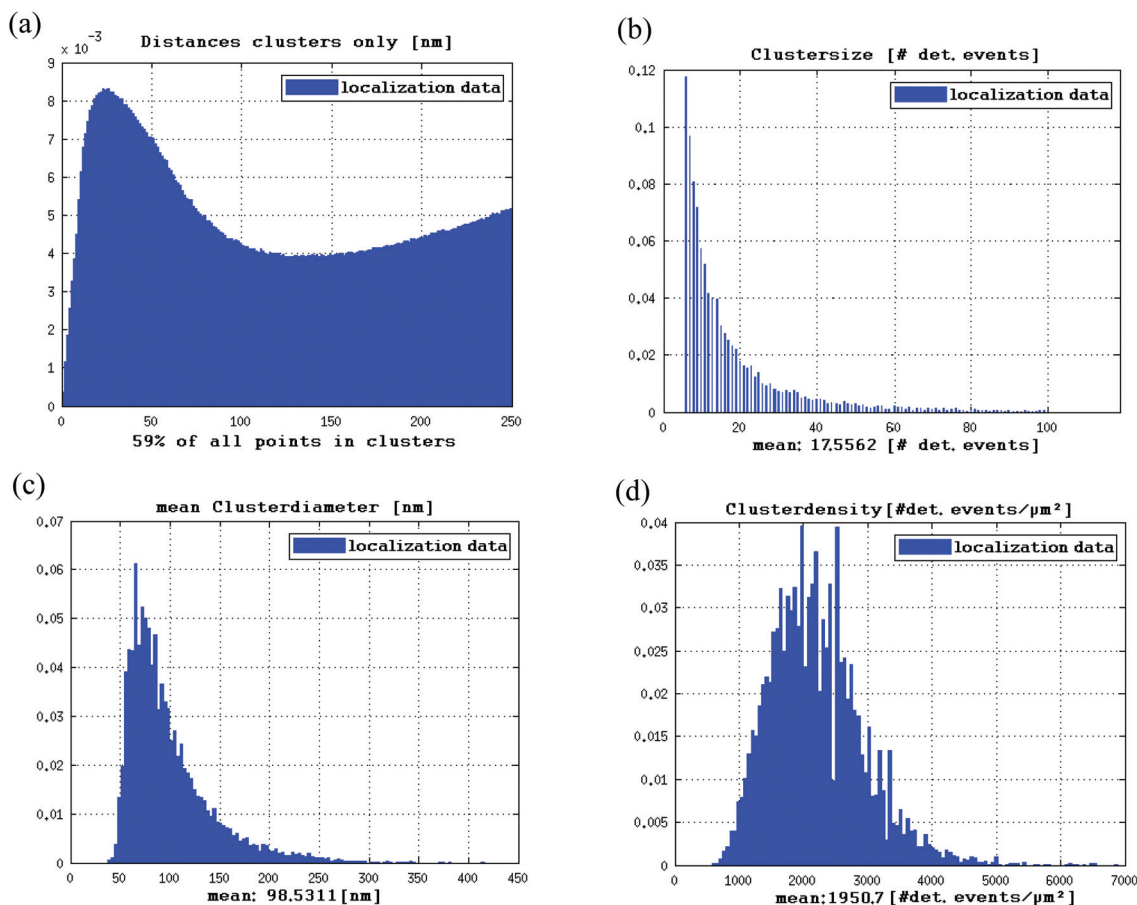 (a)
Distances clusters only [nm]
× 10⁻³
localization data
9
8
7
6
5
4
3
2
1
0
0 50 100 150 200 250
59% of all points in clusters
(b)
Clustersize [# det. events]
localization data
0.12
0.1
0.08
0.06
0.04
0.02
0
0 20 40 60 80 100
mean: 17.5562 [# det. events]
(c)
mean Clusterdiameter [nm]
localization data
0.07
0.06
0.05
0.04
0.03
0.02
0.01
0
0 50 100 150 200 250 300 350 400 450
mean: 98.5311[nm]
(d)
Clusterdensity[#det. events/µm²]
localization data
0.04
0.035
0.03
0.025
0.02
0.015
0.01
0.005
0
0 1000 2000 3000 4000 5000 6000 7000
mean:1950.7[#det. events/µm²]